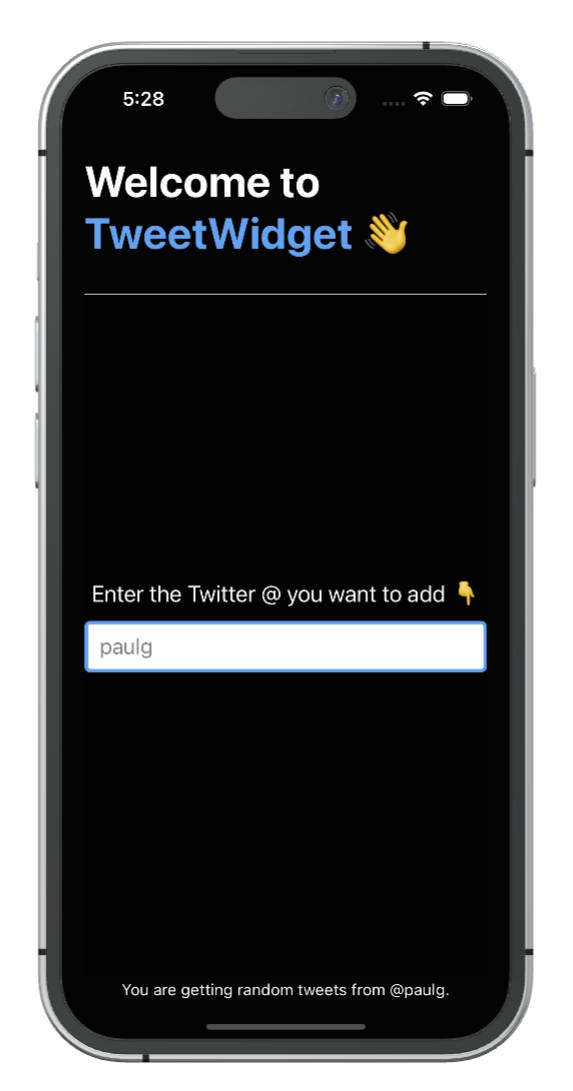 5:28
Welcome to
TweetWidget 👋
Enter the Twitter @ you want to add 👇
paulg
You are getting random tweets from @paulg.